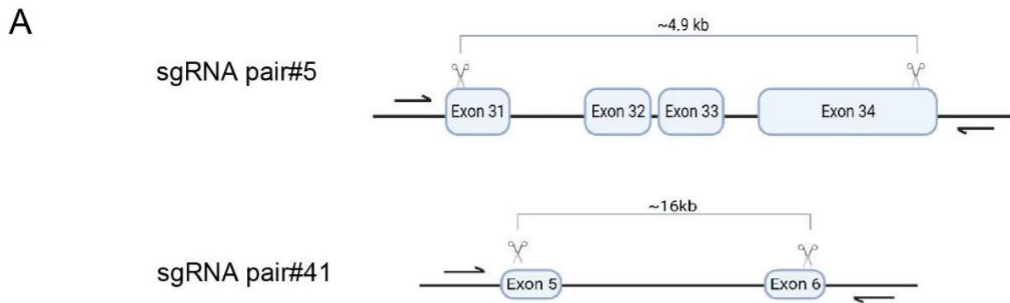 A
~4.9 kb
sgRNA pair#5
Exon 31 Exon 32 Exon 33 Exon 34
~16kb
sgRNA pair#41
Exon 5 Exon 6